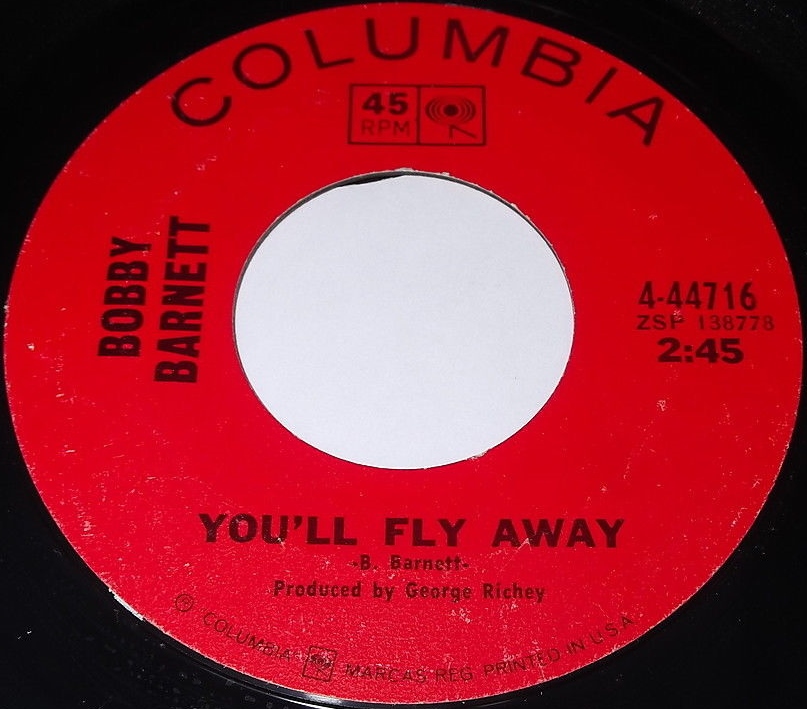 COLUMBIA
45
RPM
BOBBY
BARNETT
4-44716
ZSP 138778
2:45
YOU'LL FLY AWAY
-B. Barnett-
Produced by George Richey
Ⓟ COLUMBIA MARCAS REG. PRINTED IN U.S.A.